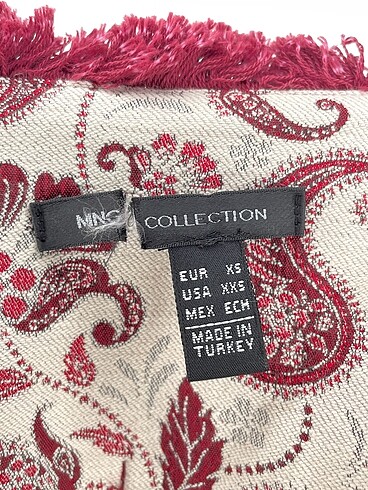 MNG COLLECTION
EUR XS
USA XXS
MEX ECH
MADE IN
TURKEY